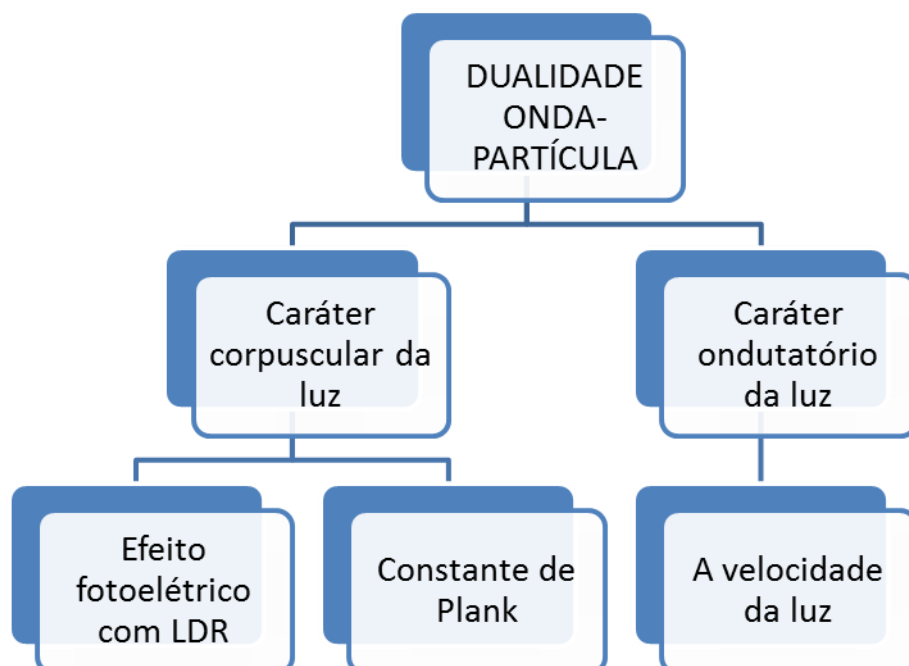 DUALIDADE
ONDA-
PARTÍCULA
Caráter
corpuscular da
luz
Caráter
ondutatório
da luz
Efeito
fotoelétrico
com LDR
Constante de
Plank
A velocidade
da luz